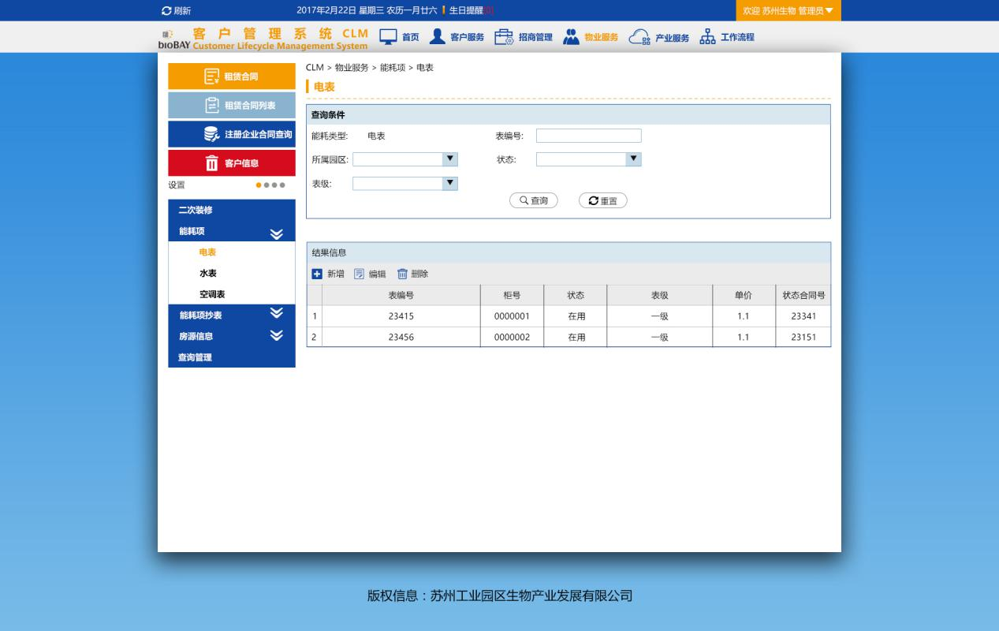 刷新
2017年2月22日 星期三 农历一月廿六
生日提醒[0]
欢迎 苏州生物 管理员
bioBAY
客户管理系统 CLM
Customer Lifecycle Management System
首页
客户服务
招商管理
物业服务
产业服务
工作流程
租赁合同
租赁合同列表
注册企业合同查询
客户信息
设置
二次装修
能耗项
电表
水表
空调表
能耗项抄表
房源信息
查询管理
CLM > 物业服务 > 能耗项 > 电表
电表
查询条件
能耗类型: 电表 表编号:
所属园区: 状态:
表级:
查询 重置
结果信息
新增 编辑 删除
表编号 柜号 状态 表级 单价 状态合同号
1 23415 0000001 在用 一级 1.1 23341
2 23456 0000002 在用 一级 1.1 23151
版权信息：苏州工业园区生物产业发展有限公司